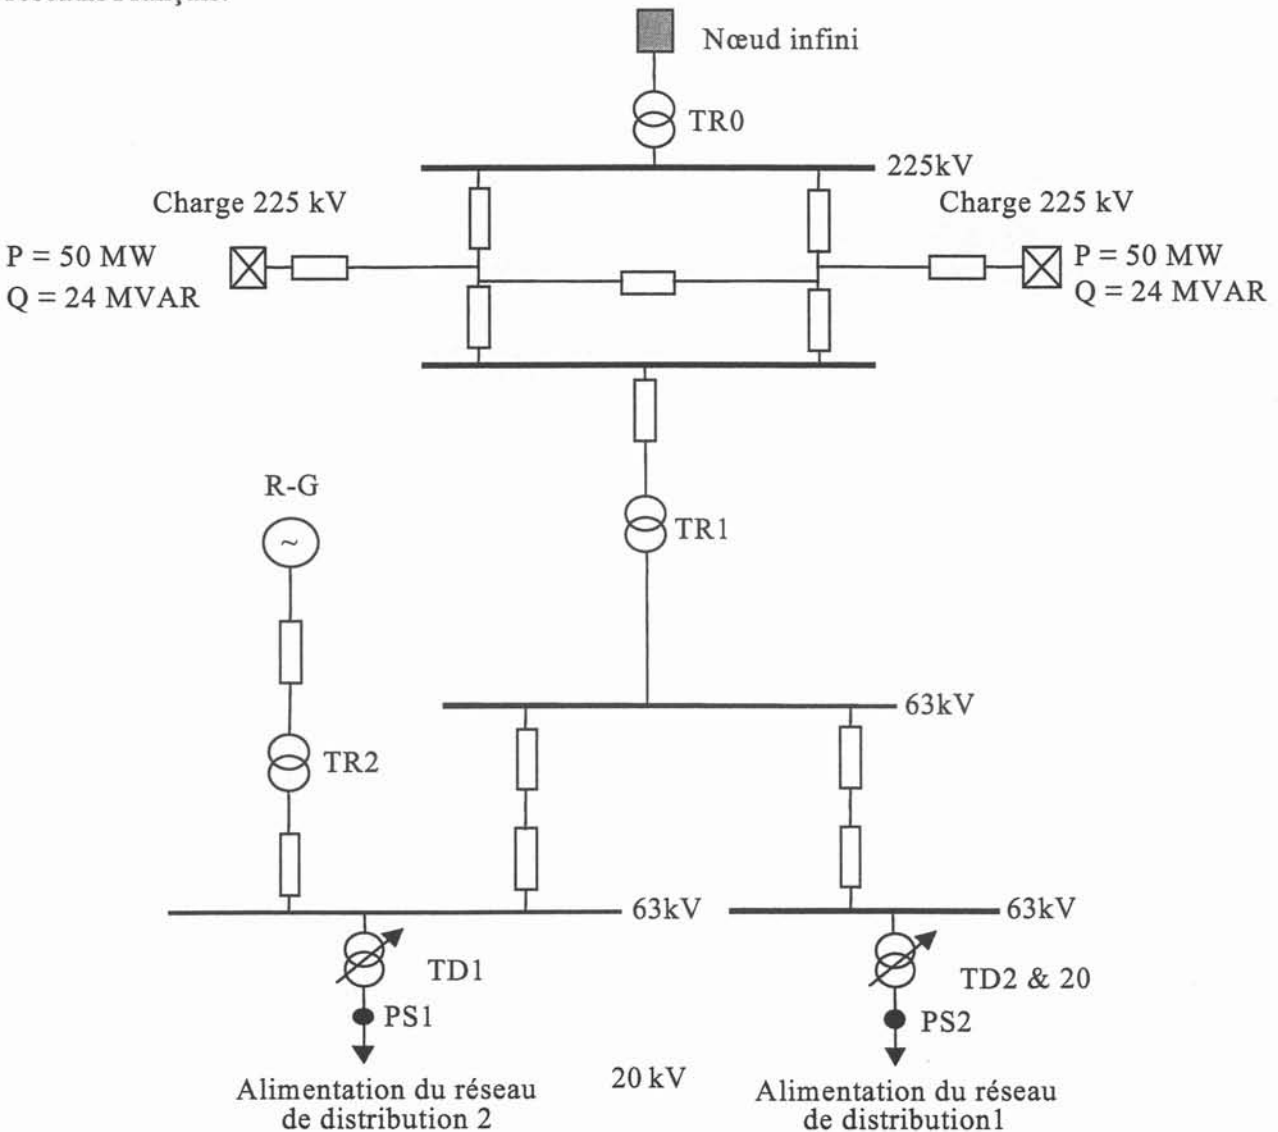 Nœud infini
TR0
225kV
Charge 225 kV
Charge 225 kV
P = 50 MW
Q = 24 MVAR
P = 50 MW
Q = 24 MVAR
TR1
R-G
~
63kV
TR2
63kV
63kV
TD1
TD2 & 20
PS1
PS2
20 kV
Alimentation du réseau
de distribution 2
Alimentation du réseau
de distribution1